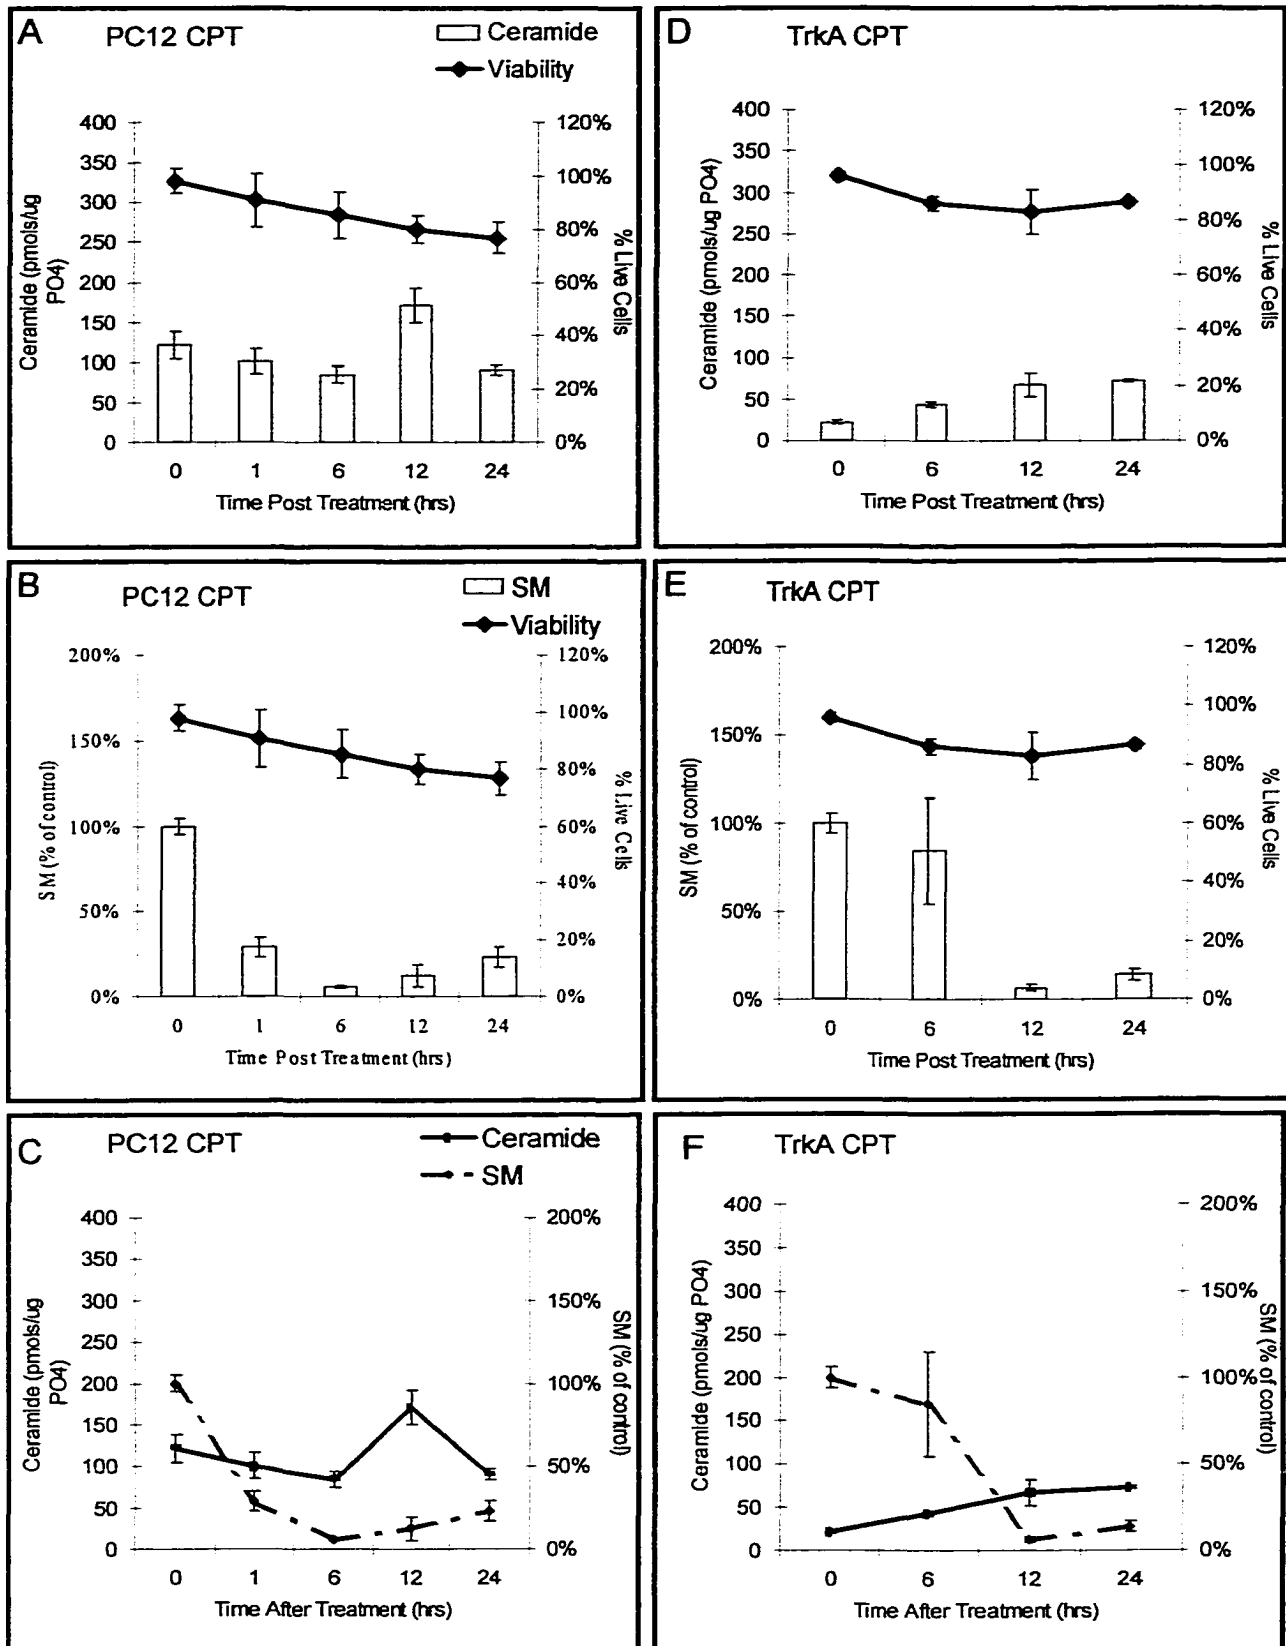 A
PC12 CPT
Ceramide
Viability
400
350
300
250
200
150
100
50
0
Ceramide (pmols/ug
PO4)
120%
100%
80%
60%
40%
20%
0%
% Live Cells
0 1 6 12 24
Time Post Treatment (hrs)
D
TrkA CPT
400
350
300
250
200
150
100
50
0
Ceramide (pmols/ug PO4)
120%
100%
80%
60%
40%
20%
0%
% Live Cells
0 6 12 24
Time Post Treatment (hrs)
B
PC12 CPT
SM
Viability
200%
150%
100%
50%
0%
SM (% of control)
120%
100%
80%
60%
40%
20%
0%
% Live Cells
0 1 6 12 24
Time Post Treatment (hrs)
E
TrkA CPT
200%
150%
100%
50%
0%
SM (% of control)
120%
100%
80%
60%
40%
20%
0%
% Live Cells
0 6 12 24
Time Post Treatment (hrs)
C
PC12 CPT
Ceramide
SM
400
350
300
250
200
150
100
50
0
Ceramide (pmols/ug
PO4)
200%
150%
100%
50%
0%
SM (% of control)
0 1 6 12 24
Time After Treatment (hrs)
F
TrkA CPT
400
350
300
250
200
150
100
50
0
Ceramide (pmols/ug PO4)
200%
150%
100%
50%
0%
SM (% of control)
0 6 12 24
Time After Treatment (hrs)